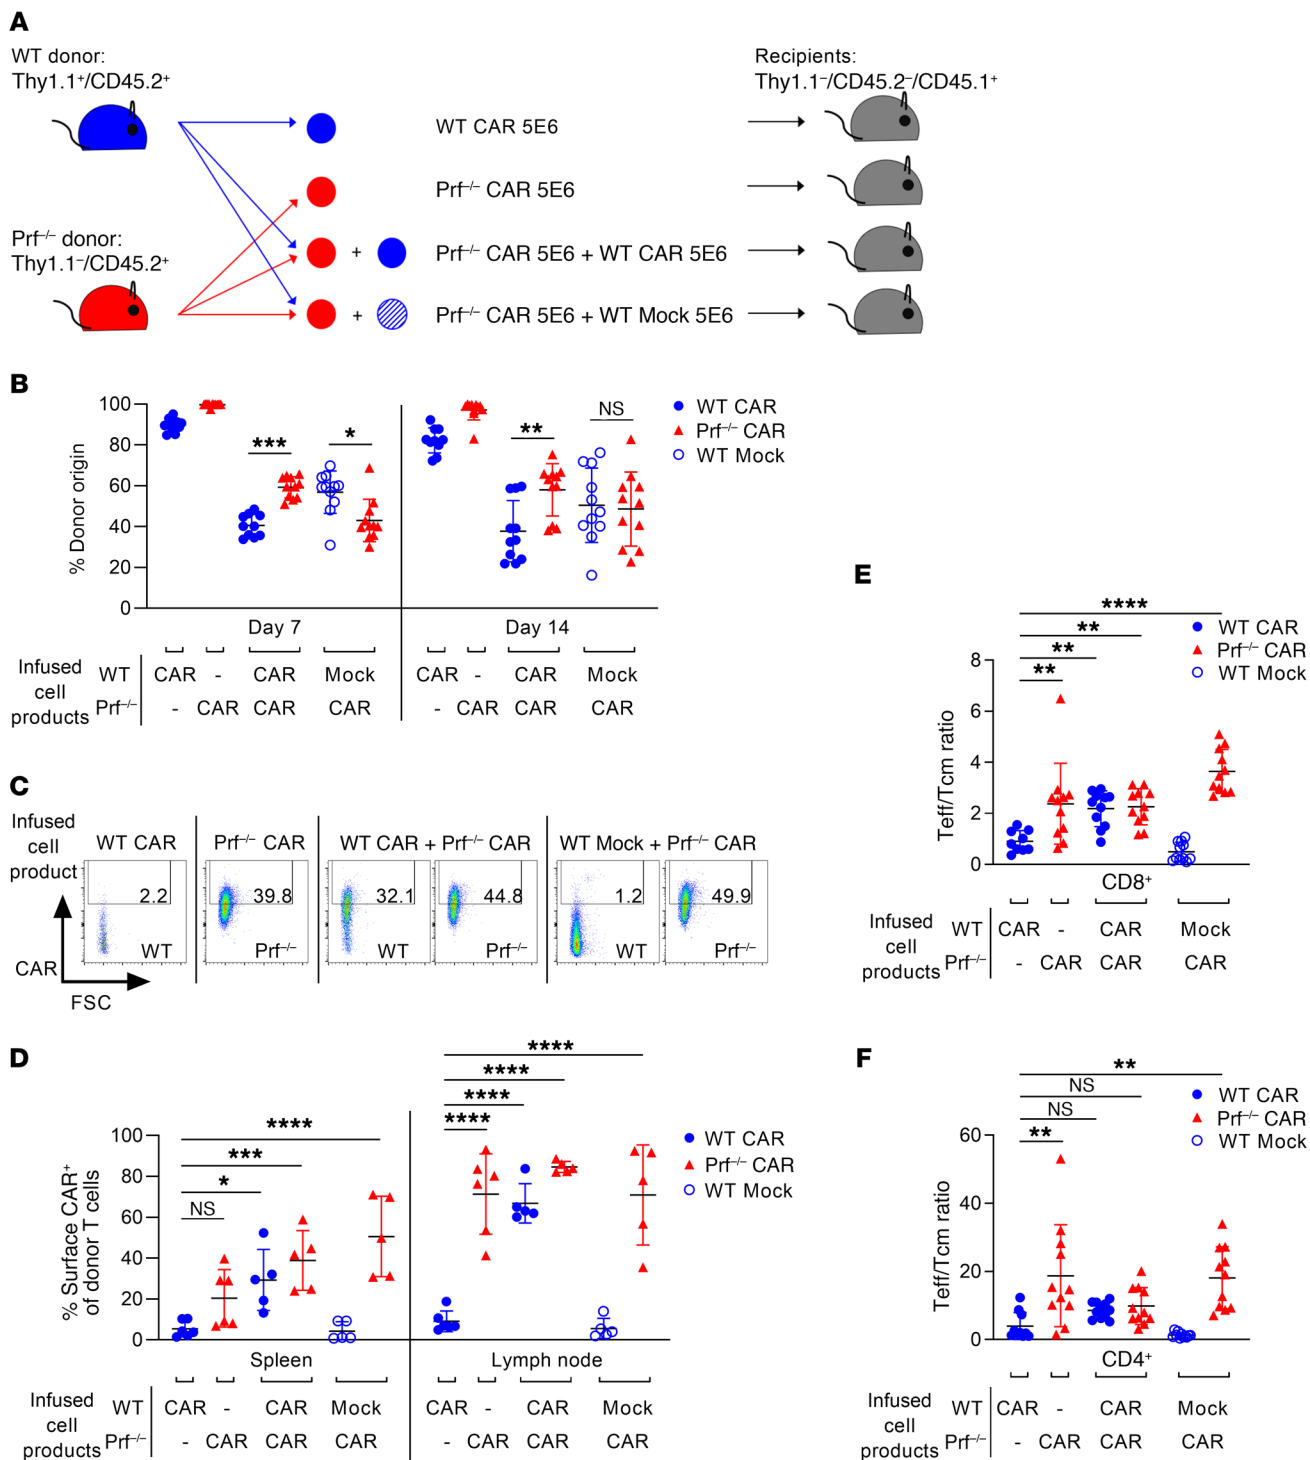 A
WT donor:
Thy1.1⁺/CD45.2⁺
Recipients:
Thy1.1⁻/CD45.2⁻/CD45.1⁺
WT CAR 5E6
Prf⁻/⁻ CAR 5E6
Prf⁻/⁻ donor:
Thy1.1⁻/CD45.2⁺
+
Prf⁻/⁻ CAR 5E6 + WT CAR 5E6
+
Prf⁻/⁻ CAR 5E6 + WT Mock 5E6
B
% Donor origin
100
80
60
40
20
0
***
*
**
NS
WT CAR
Prf⁻/⁻ CAR
WT Mock
Day 7
Day 14
Infused
cell
products
WT CAR - CAR Mock CAR - CAR Mock
Prf⁻/⁻ - CAR CAR CAR - CAR CAR CAR
C
Infused
cell
product
WT CAR
Prf⁻/⁻ CAR
WT CAR + Prf⁻/⁻ CAR
WT Mock + Prf⁻/⁻ CAR
2.2
39.8
32.1
44.8
1.2
49.9
WT
Prf⁻/⁻
WT
Prf⁻/⁻
WT
Prf⁻/⁻
CAR
FSC
D
% Surface CAR⁺
of donor T cells
100
80
60
40
20
0
****
***
*
NS
****
****
****
****
WT CAR
Prf⁻/⁻ CAR
WT Mock
Spleen
Lymph node
Infused
cell
products
WT CAR - CAR Mock CAR - CAR Mock
Prf⁻/⁻ - CAR CAR CAR - CAR CAR CAR
E
Teff/Tcm ratio
8
6
4
2
0
****
**
**
**
WT CAR
Prf⁻/⁻ CAR
WT Mock
CD8⁺
Infused
cell
products
WT CAR - CAR Mock
Prf⁻/⁻ - CAR CAR CAR
F
Teff/Tcm ratio
60
40
20
0
**
NS
NS
**
WT CAR
Prf⁻/⁻ CAR
WT Mock
CD4⁺
Infused
cell
products
WT CAR - CAR Mock
Prf⁻/⁻ - CAR CAR CAR